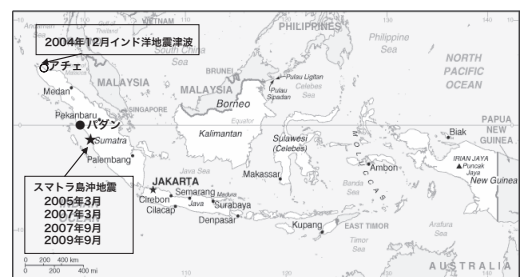 2004年12月インド洋地震津波
アチェ
VIETNAM
South China Sea
PHILIPPINES
Philippine Sea
NORTH PACIFIC OCEAN
MALAYSIA
BRUNEI
MALAYSIA
Pulau Ligitan
Pulau Sipadan
Celebes Sea
Medan
SINGAPORE
Borneo
Pekanbaru
パダン
Equator
Kalimantan
Sumatra
Sulawesi (Celebes)
MOLUCCAS
Biak
PAPUA NEW GUINEA
IRIAN JAYA
Puncak Jaya
New Guinea
Palembang
Ambon
Makassar
Java Sea
Banda Sea
JAKARTA
Cirebon
Semarang
Madura
Surabaya
Java
Cilacap
Denpasar
Kupang
EAST TIMOR
Timor Sea
Arafura Sea
AUSTRALIA
スマトラ島沖地震
2005年3月
2007年3月
2007年9月
2009年9月
0 200 400 km
0 200 400 mi
110
120
130